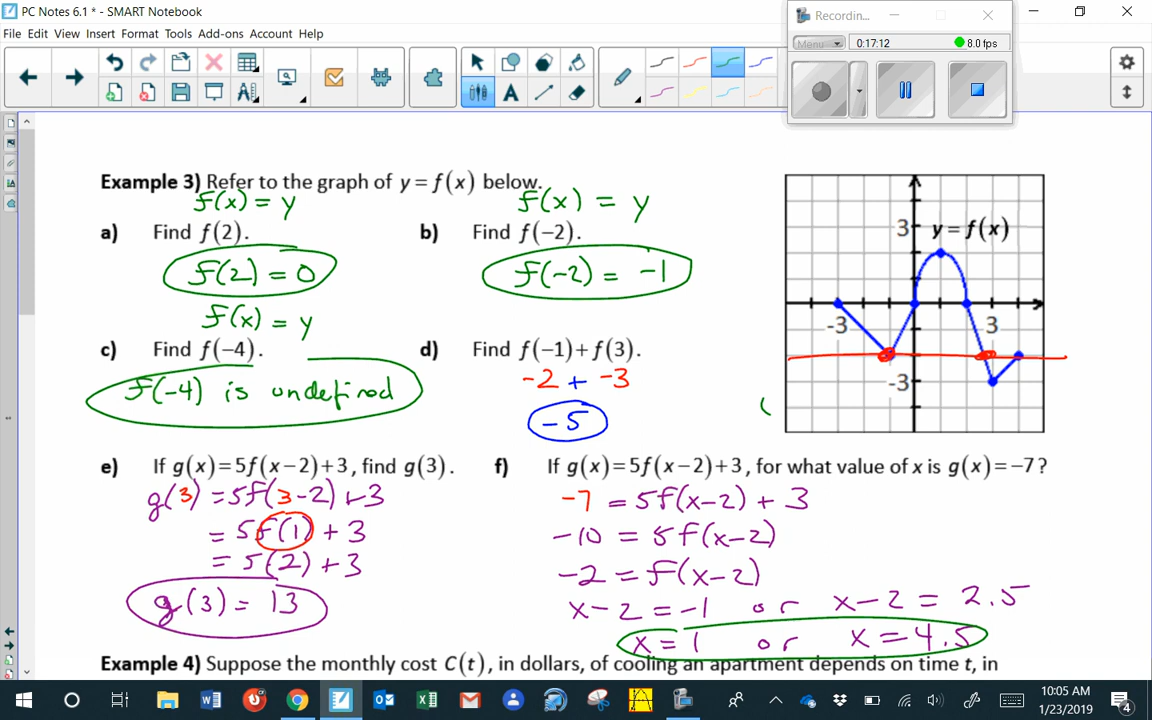 PC Notes 6.1 * - SMART Notebook
Recordin...
File Edit View Insert Format Tools Add-ons Account Help
Menu
0:17:12
8.0 fps
Example 3) Refer to the graph of y = f(x) below.
f(x) = y
f(x) = y
a) Find f(2).
b) Find f(−2).
f(2) = 0
f(-2) = -1
f(x) = y
c) Find f(−4).
d) Find f(−1)+f(3).
f(-4) is undefined
-2 + -3
-5
3
y = f(x)
-3
3
-3
e) If g(x)=5f(x−2)+3, find g(3).
f) If g(x)=5f(x−2)+3, for what value of x is g(x)=−7?
g(3) = 5f(3-2)+3
= 5f(1) + 3
= 5(2) + 3
g(3) = 13
-7 = 5f(x-2) + 3
-10 = 5f(x-2)
-2 = f(x-2)
x-2 = -1 or x-2 = 2.5
x = 1 or x = 4.5
Example 4) Suppose the monthly cost C(t), in dollars, of cooling an apartment depends on time t, in
10:05 AM
1/23/2019
4